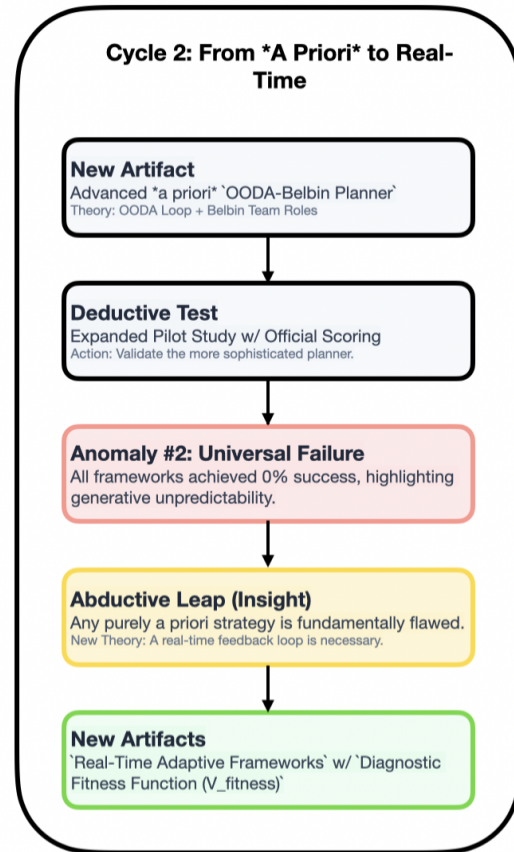 Cycle 2: From *A Priori* to Real-
Time
New Artifact
Advanced *a priori* `OODA-Belbin Planner`
Theory: OODA Loop + Belbin Team Roles
Deductive Test
Expanded Pilot Study w/ Official Scoring
Action: Validate the more sophisticated planner.
Anomaly #2: Universal Failure
All frameworks achieved 0% success, highlighting
generative unpredictability.
Abductive Leap (Insight)
Any purely a priori strategy is fundamentally flawed.
New Theory: A real-time feedback loop is necessary.
New Artifacts
`Real-Time Adaptive Frameworks` w/ `Diagnostic
Fitness Function (V_fitness)`